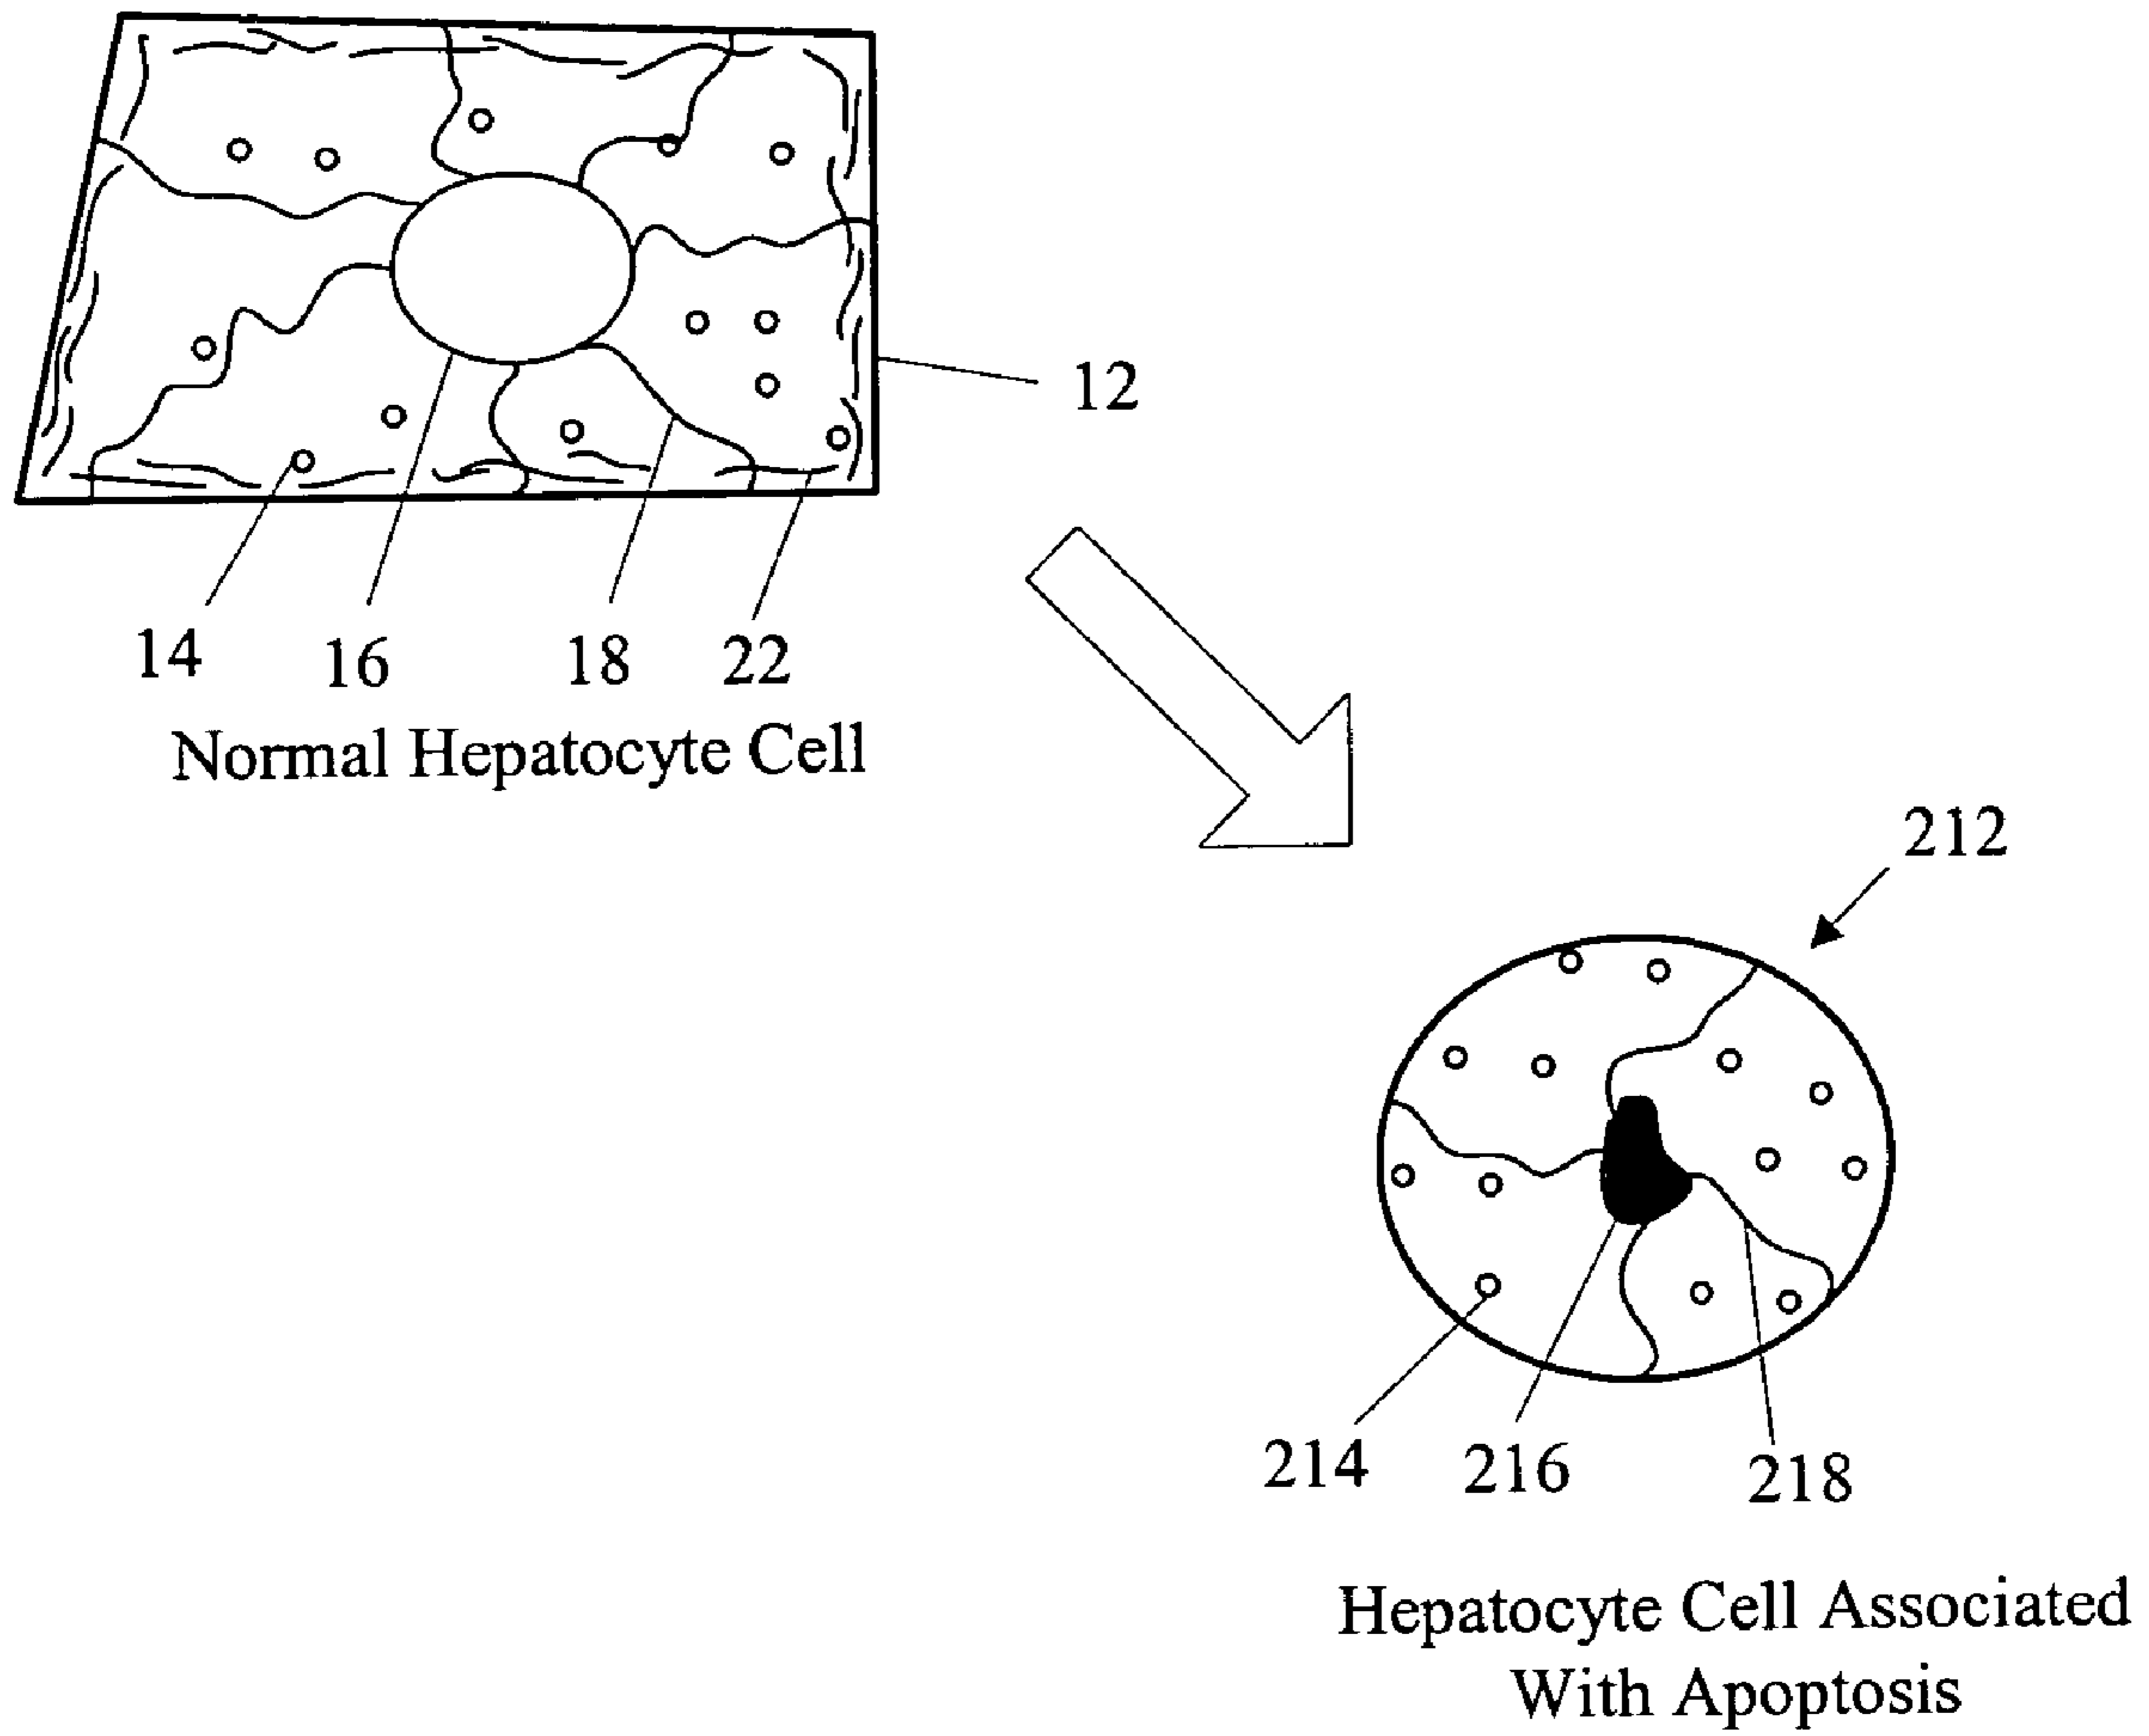 12
14 16 18 22
Normal Hepatocyte Cell
212
214 216 218
Hepatocyte Cell Associated
With Apoptosis